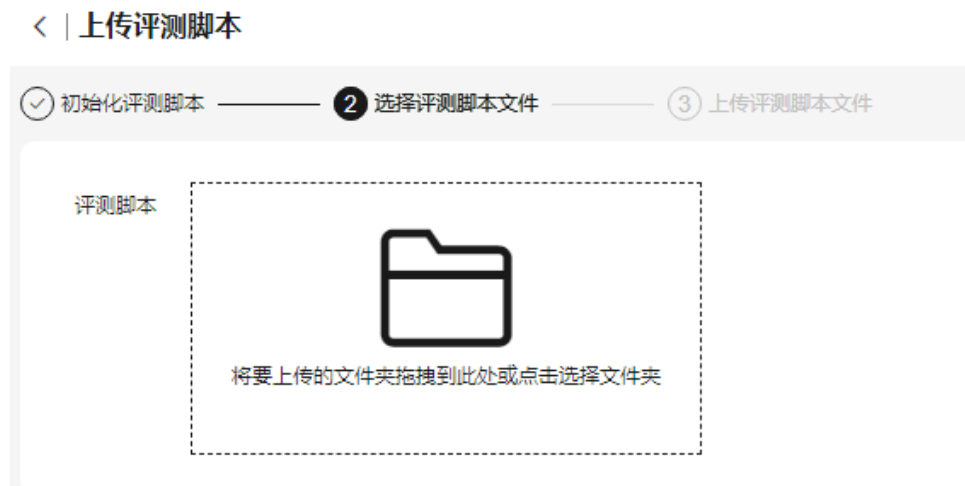 上传评测脚本
初始化评测脚本 2 选择评测脚本文件 3 上传评测脚本文件
评测脚本
将要上传的文件夹拖拽到此处或点击选择文件夹